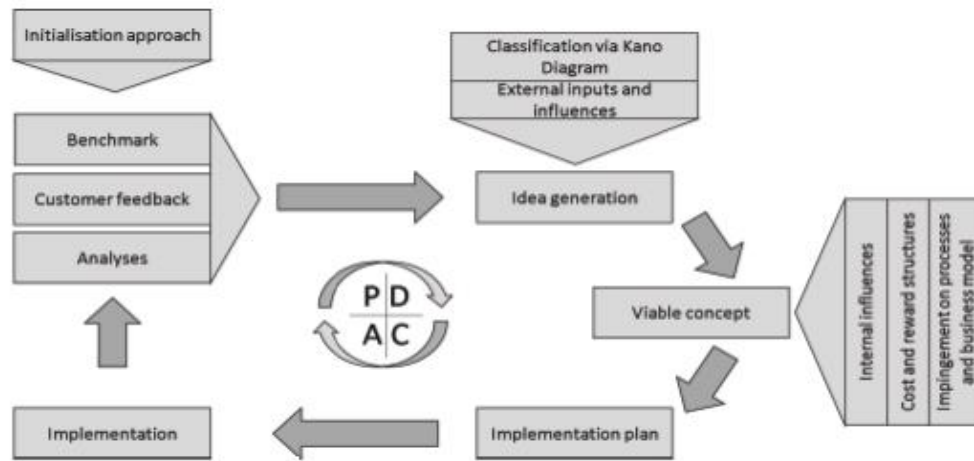 Initialisation approach
Benchmark
Customer feedback
Analyses
Classification via Kano
Diagram
External inputs and
influences
Idea generation
P D
A C
Viable concept
Internal influences
Cost and reward structures
Impingement on processes
and business model
Implementation
Implementation plan